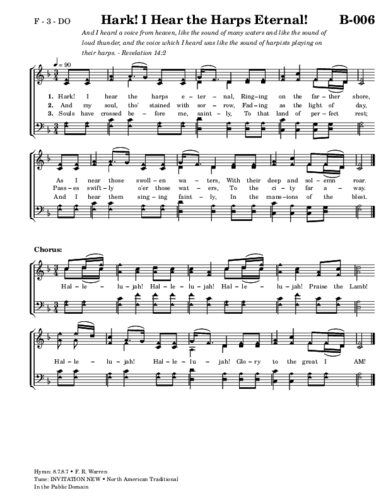 F - 3 - DO Hark! I Hear the Harps Eternal! B-006
And I heard a voice from heaven, like the sound of many waters and like the sound of
loud thunder, and the voice which I heard was like the sound of harpists playing on
their harps. - Revelation 14:2
♩ = 90
1. Hark! I hear the harps e - ter - nal, Ring-ing on the far - ther shore,
2. And my soul, tho' stained with sor - row, Fad-ing as the light of day,
3. Souls have crossed be - fore me, saint - ly, To that land of per - fect rest;
As I near those swoll - en wa - ters, With their deep and sol - emn roar.
Pass - es swift - ly o'er those wat - ers, To the ci - ty far a - way.
And I hear them sing - ing faint - ly, In the man - sions of the blest.
Chorus:
Hal - le - lu - jah! Hal - le - lu - jah! Hal - le - lu - jah! Praise the Lamb!
Hal - le - lu - jah! Hal - le - lu - jah! Glo - ry to the great I AM!
Hymn: 8.7.8.7 • F. R. Warren
Tune: INVITATION NEW • North American Traditional
In the Public Domain